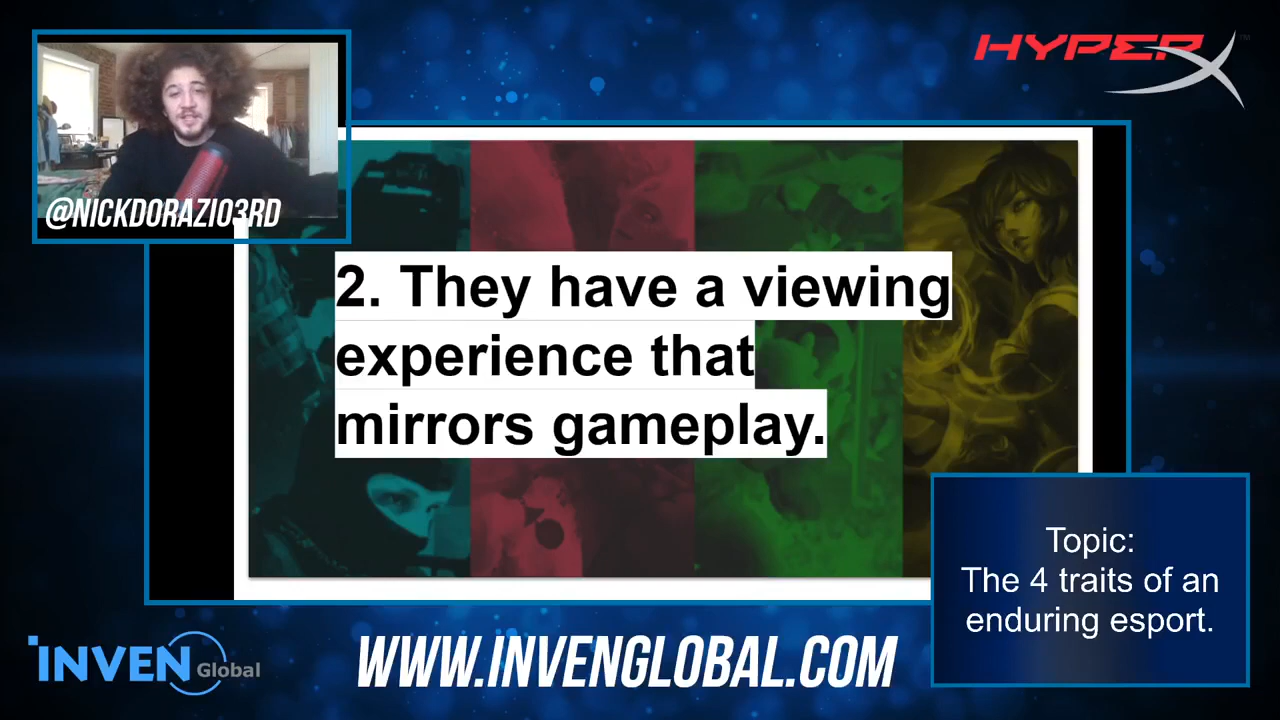 HYPERX
@NICKDORAZIO3RD
2. They have a viewing
experience that
mirrors gameplay.
Topic:
The 4 traits of an
enduring esport.
INVEN Global
WWW.INVENGLOBAL.COM